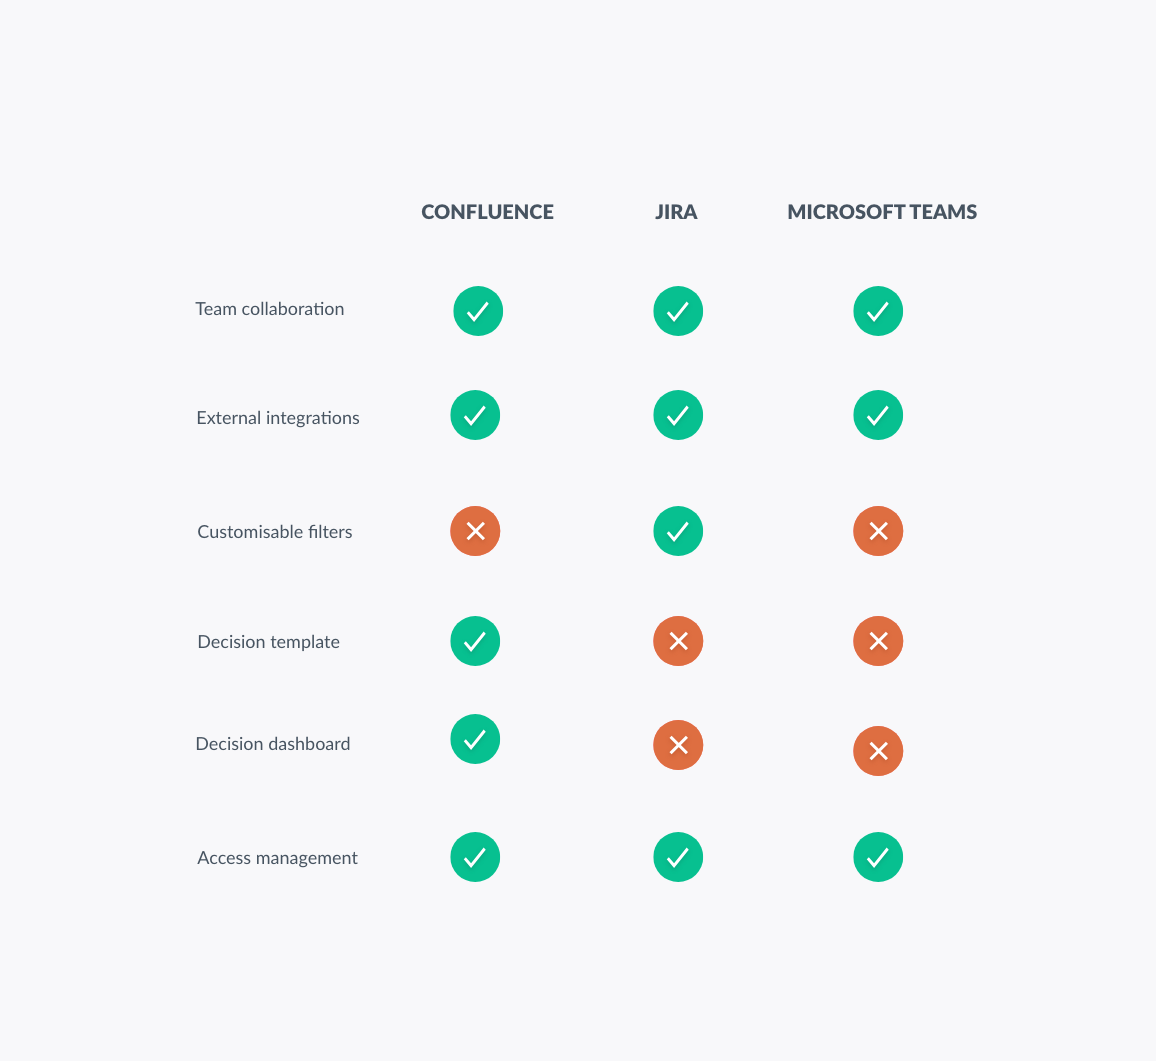 CONFLUENCE JIRA MICROSOFT TEAMS
Team collaboration
External integrations
Customisable filters
Decision template
Decision dashboard
Access management